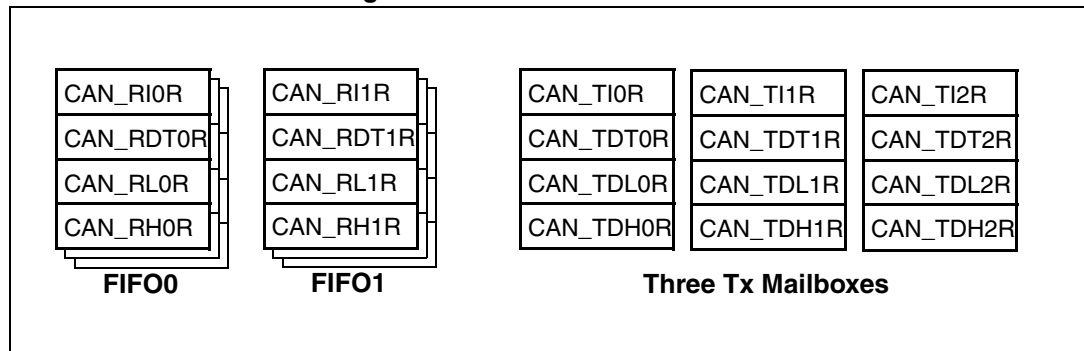 CAN_RI0R CAN_RI1R CAN_TI0R CAN_TI1R CAN_TI2R
CAN_RDT0R CAN_RDT1R CAN_TDT0R CAN_TDT1R CAN_TDT2R
CAN_RL0R CAN_RL1R CAN_TDL0R CAN_TDL1R CAN_TDL2R
CAN_RH0R CAN_RH1R CAN_TDH0R CAN_TDH1R CAN_TDH2R
FIFO0 FIFO1 Three Tx Mailboxes